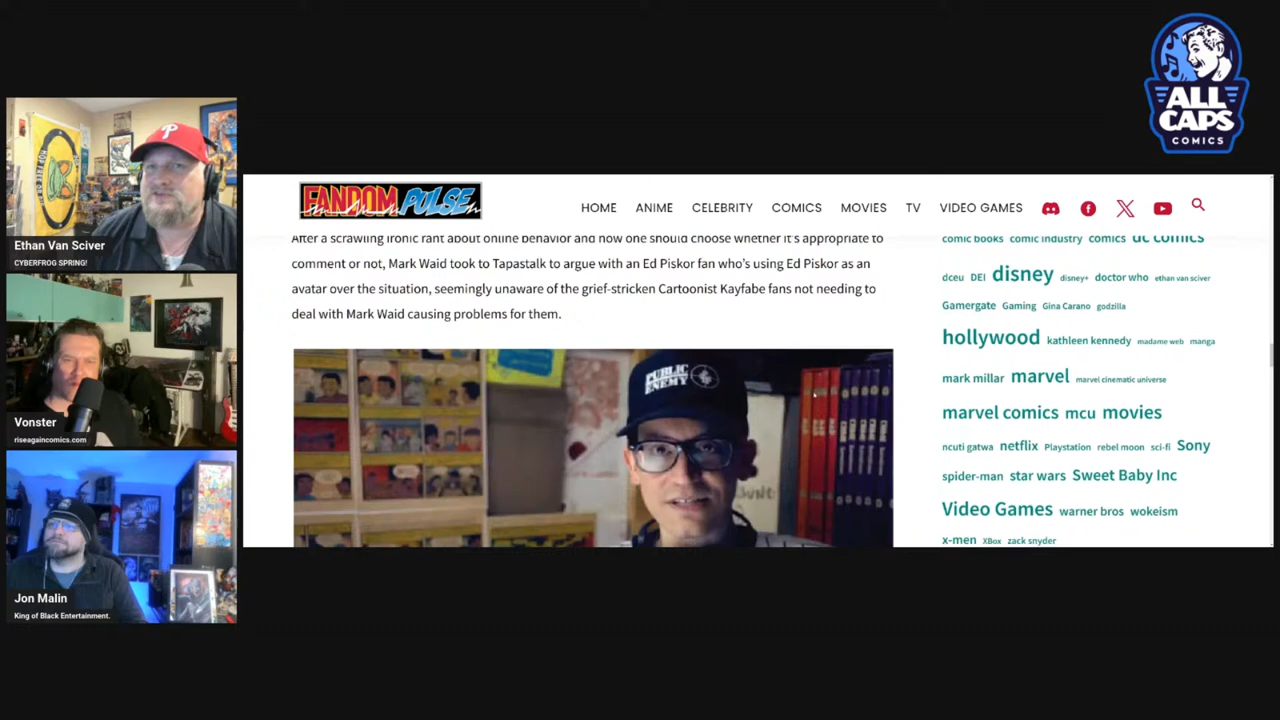 ALL
CAPS
COMICS
Ethan Van Sciver
CYBERFROG SPRING!
Vonster
riseagaincomics.com
Jon Malin
King of Black Entertainment.
FANDOM PULSE
HOME ANIME CELEBRITY COMICS MOVIES TV VIDEO GAMES
After a scrawling ironic rant about online behavior and how one should choose whether it's appropriate to
comment or not, Mark Waid took to Tapastalk to argue with an Ed Piskor fan who's using Ed Piskor as an
avatar over the situation, seemingly unaware of the grief-stricken Cartoonist Kayfabe fans not needing to
deal with Mark Waid causing problems for them.
PUBLIC
ENEMY
comic books comic industry comics dc comics
dceu DEI disney disney+ doctor who ethan van sciver
Gamergate Gaming Gina Carano godzilla
hollywood kathleen kennedy madame web manga
mark millar marvel marvel cinematic universe
marvel comics mcu movies
ncuti gatwa netflix Playstation rebel moon sci-fi Sony
spider-man star wars Sweet Baby Inc
Video Games warner bros wokeism
x-men XBox zack snyder